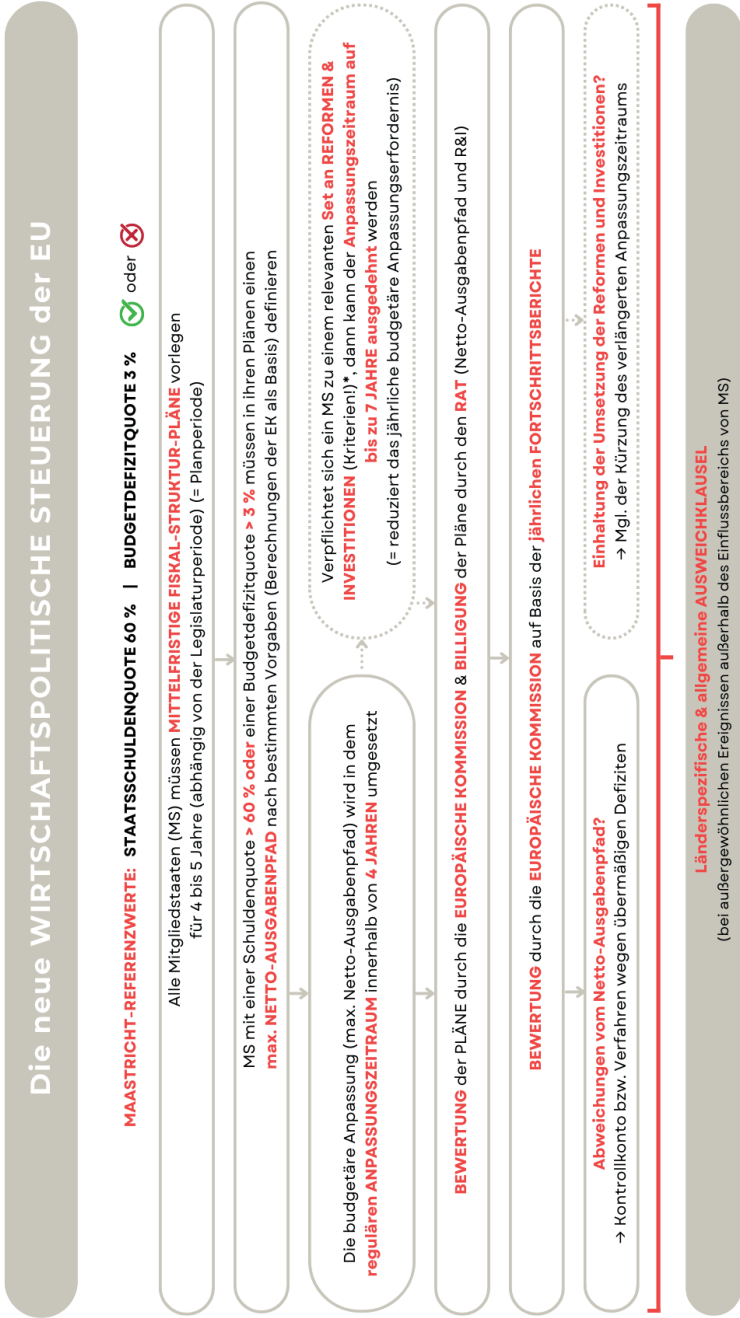 Die neue WIRTSCHAFTSPOLITISCHE STEUERUNG der EU
MAASTRICHT-REFERENZWERTE: STAATSSCHULDENQUOTE 60 % | BUDGETDEFIZITQUOTE 3 % oder
Alle Mitgliedstaaten (MS) müssen MITTELFRISTIGE FISKAL-STRUKTUR-PLÄNE vorlegen
für 4 bis 5 Jahre (abhängig von der Legislaturperiode) (= Planperiode)
MS mit einer Schuldenquote > 60 % oder einer Budgetdefizitquote > 3 % müssen in ihren Plänen einen
max. NETTO-AUSGABENPFAD nach bestimmten Vorgaben (Berechnungen der EK als Basis) definieren
Die budgetäre Anpassung (max. Netto-Ausgabenpfad) wird in dem
regulären ANPASSUNGSZEITRAUM innerhalb von 4 JAHREN umgesetzt
Verpflichtet sich ein MS zu einem relevanten Set an REFORMEN &
INVESTITIONEN (Kriterien!)*, dann kann der Anpassungszeitraum auf
bis zu 7 JAHRE ausgedehnt werden
(= reduziert das jährliche budgetäre Anpassungserfordernis)
BEWERTUNG der PLÄNE durch die EUROPÄISCHE KOMMISSION & BILLIGUNG der Pläne durch den RAT (Netto-Ausgabenpfad und R&I)
BEWERTUNG durch die EUROPÄISCHE KOMMISSION auf Basis der jährlichen FORTSCHRITTSBERICHTE
Abweichungen vom Netto-Ausgabenpfad?
→ Kontrollkonto bzw. Verfahren wegen übermäßigen Defiziten
Einhaltung der Umsetzung der Reformen und Investitionen?
→ Mgl. der Kürzung des verlängerten Anpassungszeitraums
Länderspezifische & allgemeine AUSWEICHKLAUSEL
(bei außergewöhnlichen Ereignissen außerhalb des Einflussbereichs von MS)